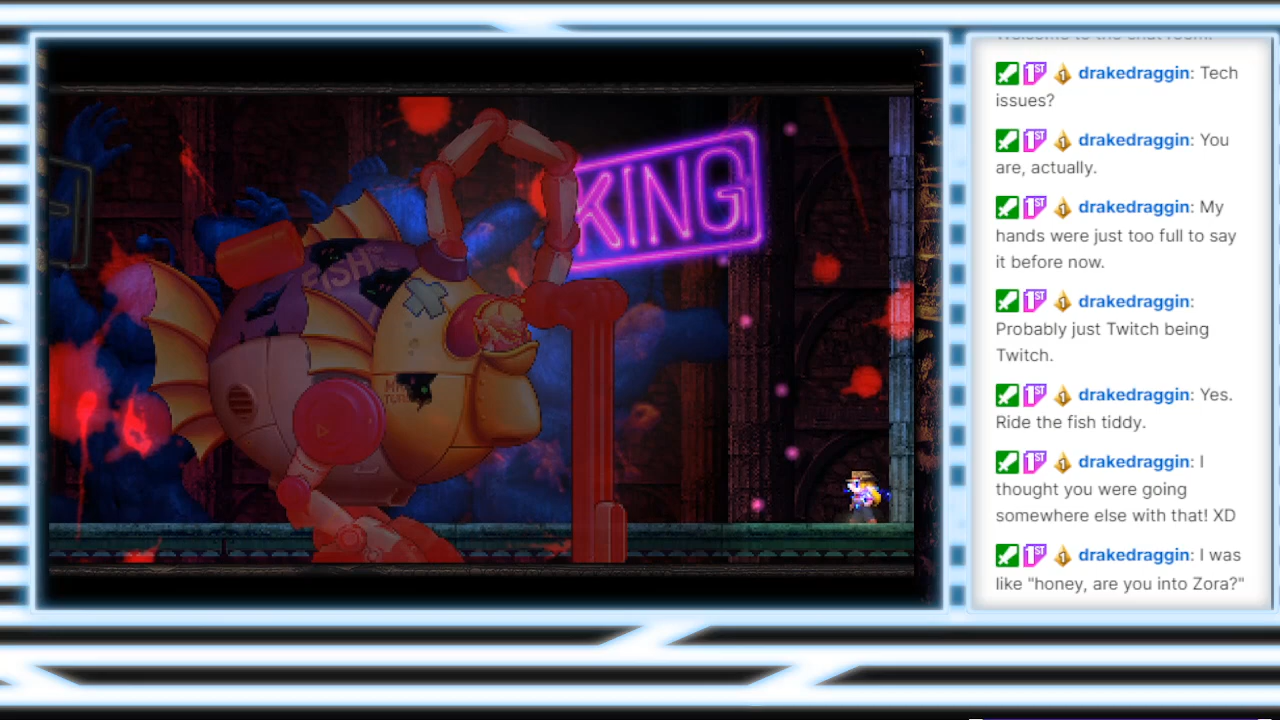 KING
FISHE
drakedraggin: Tech
issues?
drakedraggin: You
are, actually.
drakedraggin: My
hands were just too full to say
it before now.
drakedraggin:
Probably just Twitch being
Twitch.
drakedraggin: Yes.
Ride the fish tiddy.
drakedraggin: I
thought you were going
somewhere else with that! XD
drakedraggin: I was
like "honey, are you into Zora?"